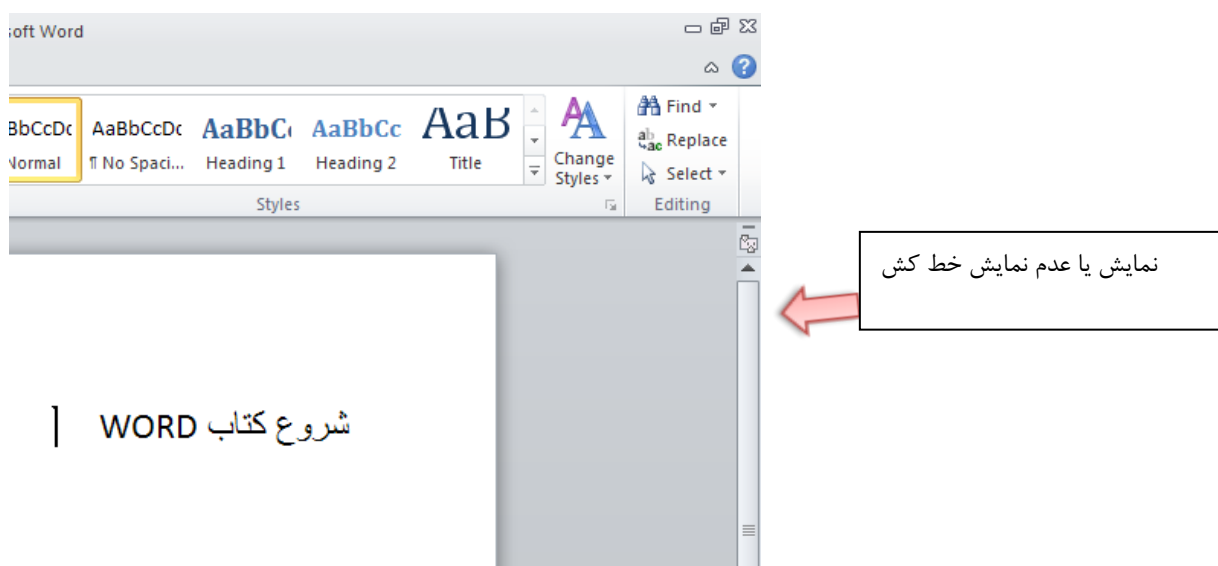 soft Word
BbCcDc AaBbCcDc AaBbC AaBbCc AaB
Normal ¶ No Spaci... Heading 1 Heading 2 Title
Change
Styles
Find
Replace
Select
Styles Editing
نمایش یا عدم نمایش خط کش
شروع کتاب WORD